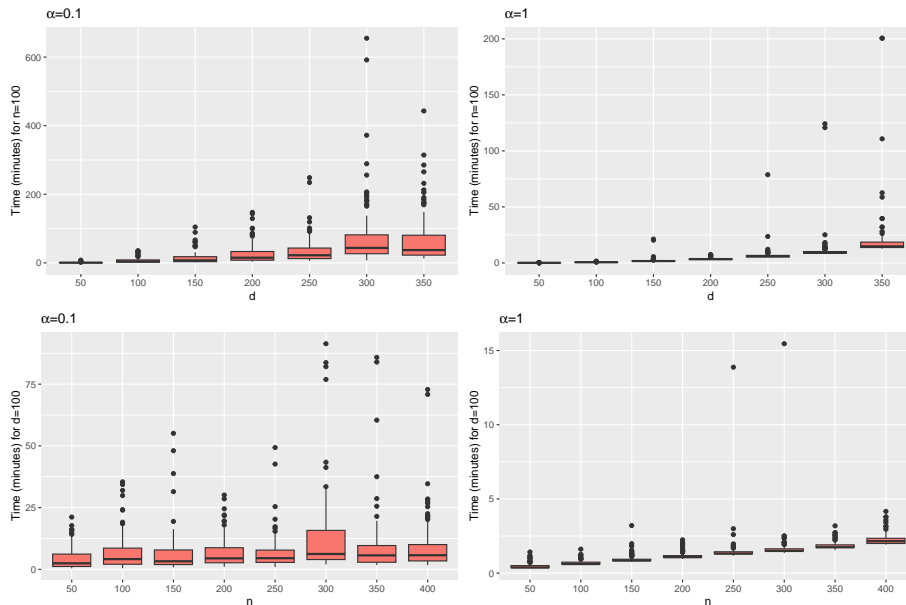 α=0.1
Time (minutes) for n=100
600
400
200
0
50 100 150 200 250 300 350
d
α=1
Time (minutes) for n=100
200
150
100
50
0
50 100 150 200 250 300 350
d
α=0.1
Time (minutes) for d=100
75
50
25
0
50 100 150 200 250 300 350 400
n
α=1
Time (minutes) for d=100
15
10
5
0
50 100 150 200 250 300 350 400
n